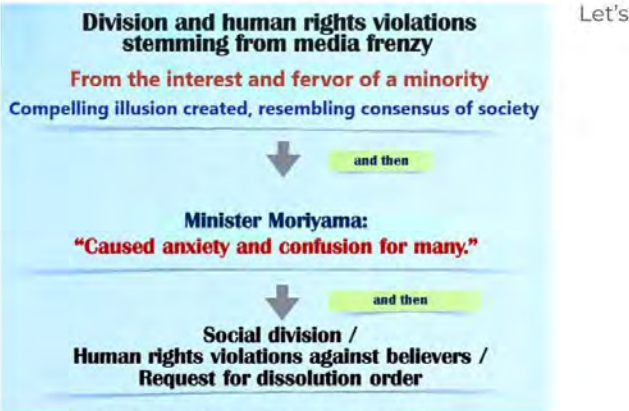 Division and human rights violations
stemming from media frenzy
From the interest and fervor of a minority
Compelling illusion created, resembling consensus of society
and then
Minister Moriyama:
“Caused anxiety and confusion for many.”
and then
Social division /
Human rights violations against believers /
Request for dissolution order
Let's